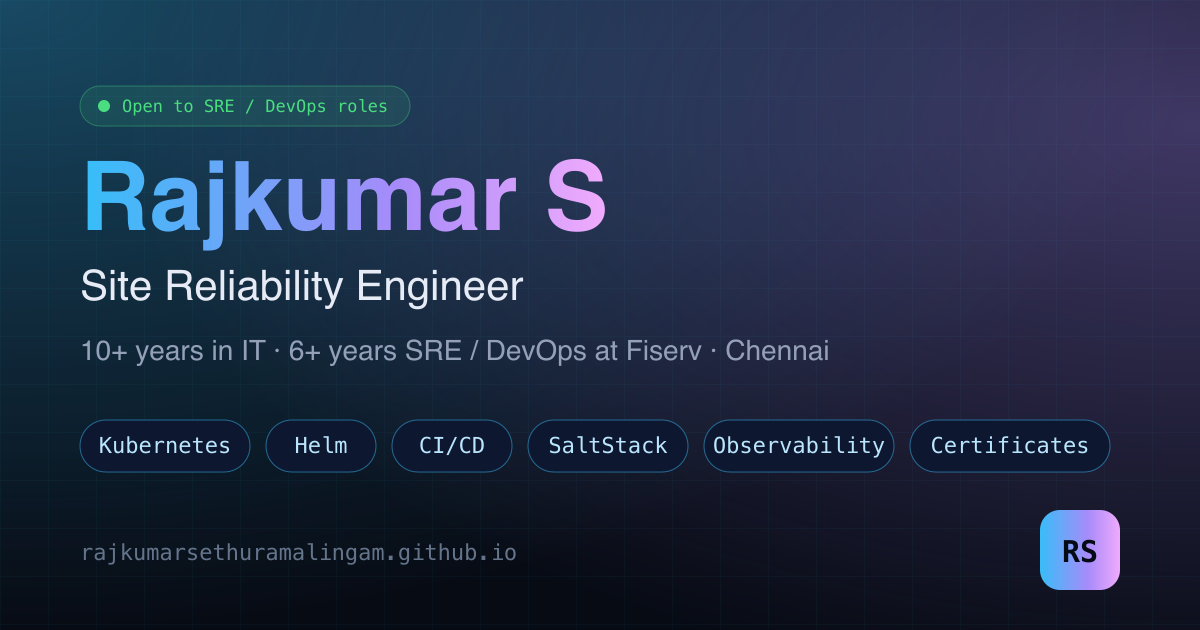 Open to SRE / DevOps roles
Rajkumar S
Site Reliability Engineer
10+ years in IT · 6+ years SRE / DevOps at Fiserv · Chennai
Kubernetes Helm CI/CD SaltStack Observability Certificates
rajkumarsethuramalingam.github.io
RS